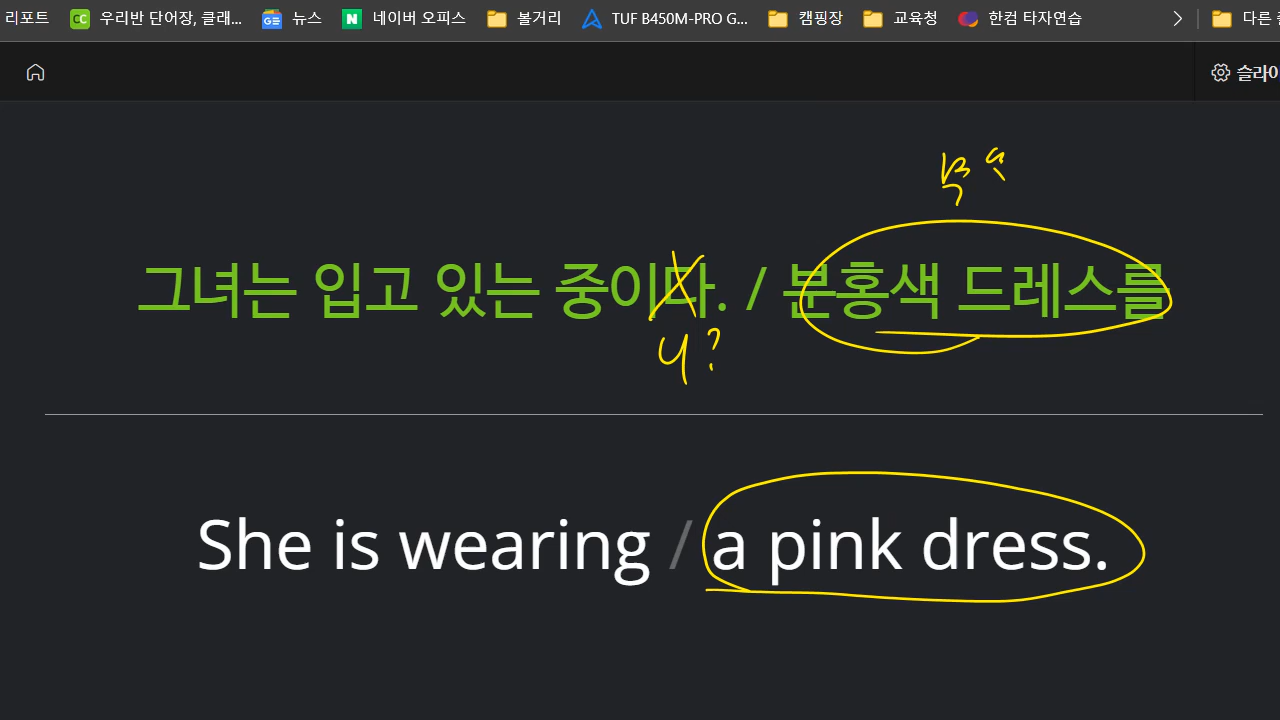 리포트 우리반 단어장, 클래... 뉴스 네이버 오피스 볼거리 TUF B450M-PRO G... 캠핑장 교육청 한컴 타자연습 다른
슬라이
그녀는 입고 있는 중이다. / 분홍색 드레스를
She is wearing / a pink dress.